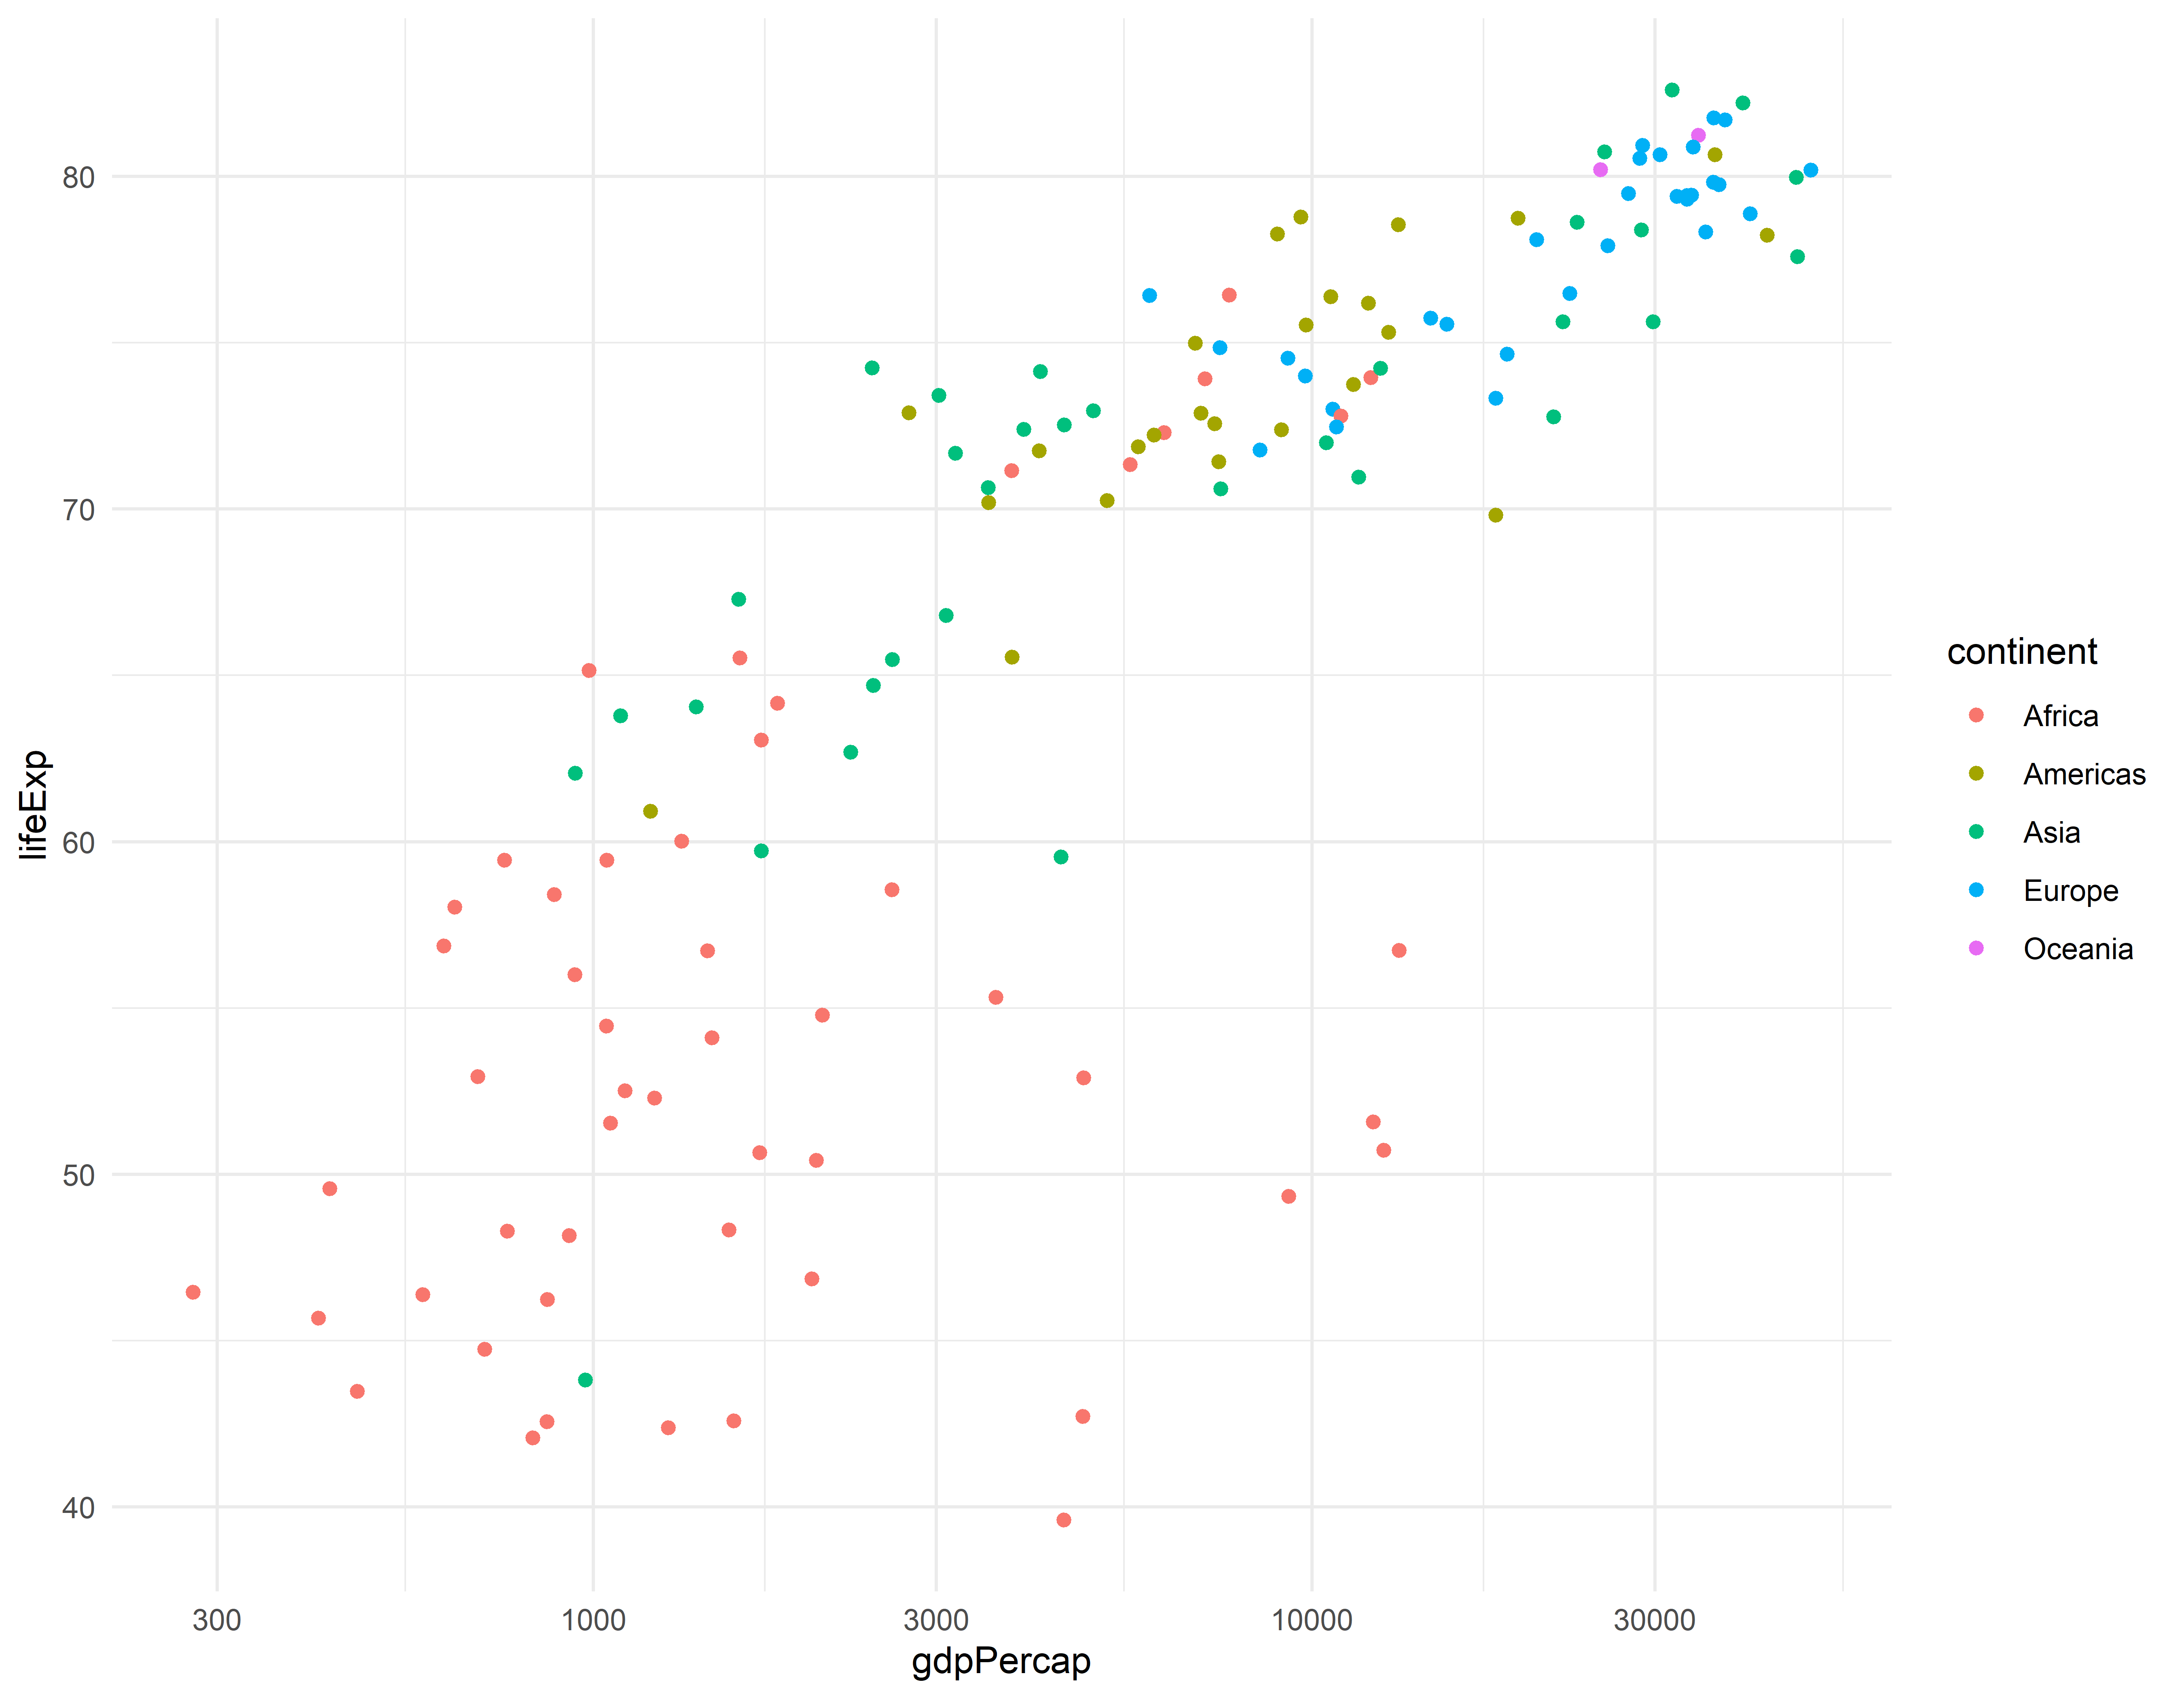 80
70
60
50
40
lifeExp
300
1000
3000
10000
30000
gdpPercap
continent
Africa
Americas
Asia
Europe
Oceania